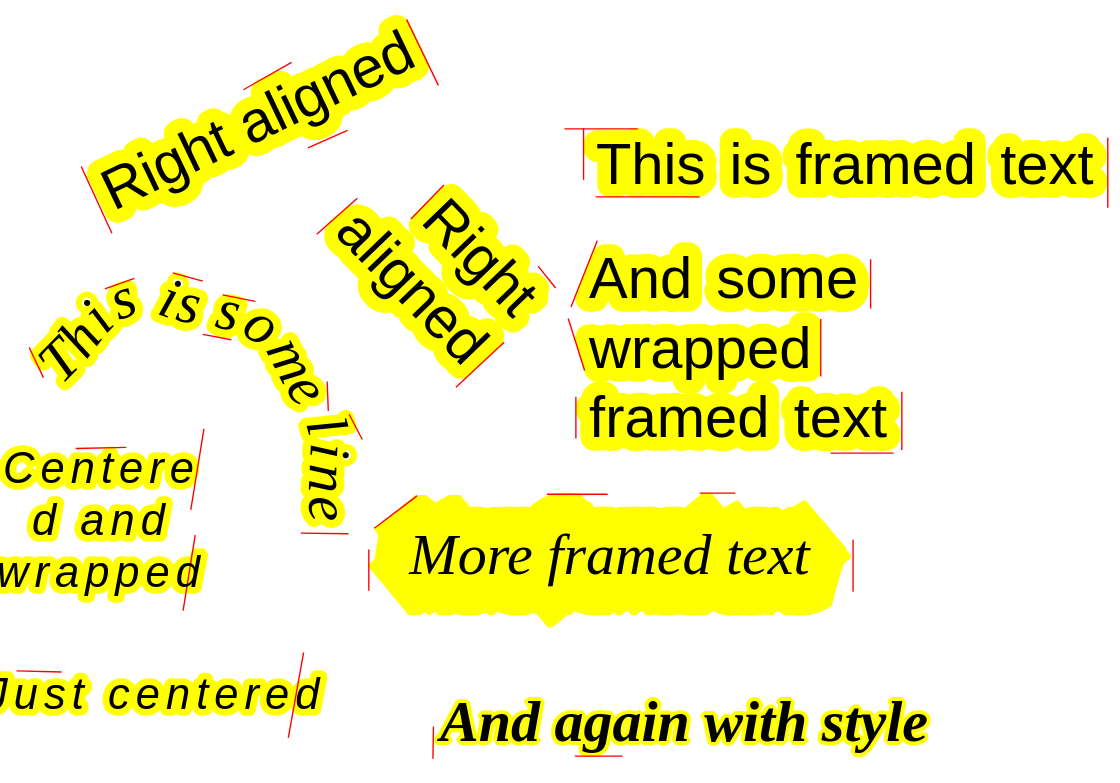 Right aligned
This is framed text
Right
aligned
And some
wrapped
framed text
This is some line
Centere
d and
wrapped
More framed text
Just centered
And again with style